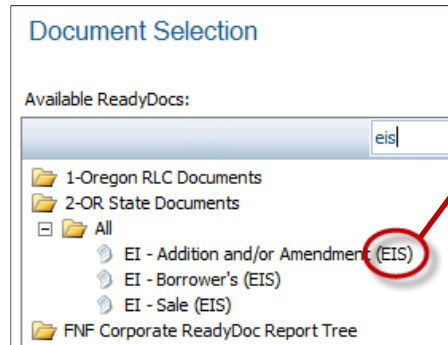 Document Selection
Available ReadyDocs:
eis
1-Oregon RLC Documents
2-OR State Documents
All
EI - Addition and/or Amendment (EIS)
EI - Borrower's (EIS)
EI - Sale (EIS)
FNF Corporate ReadyDoc Report Tree